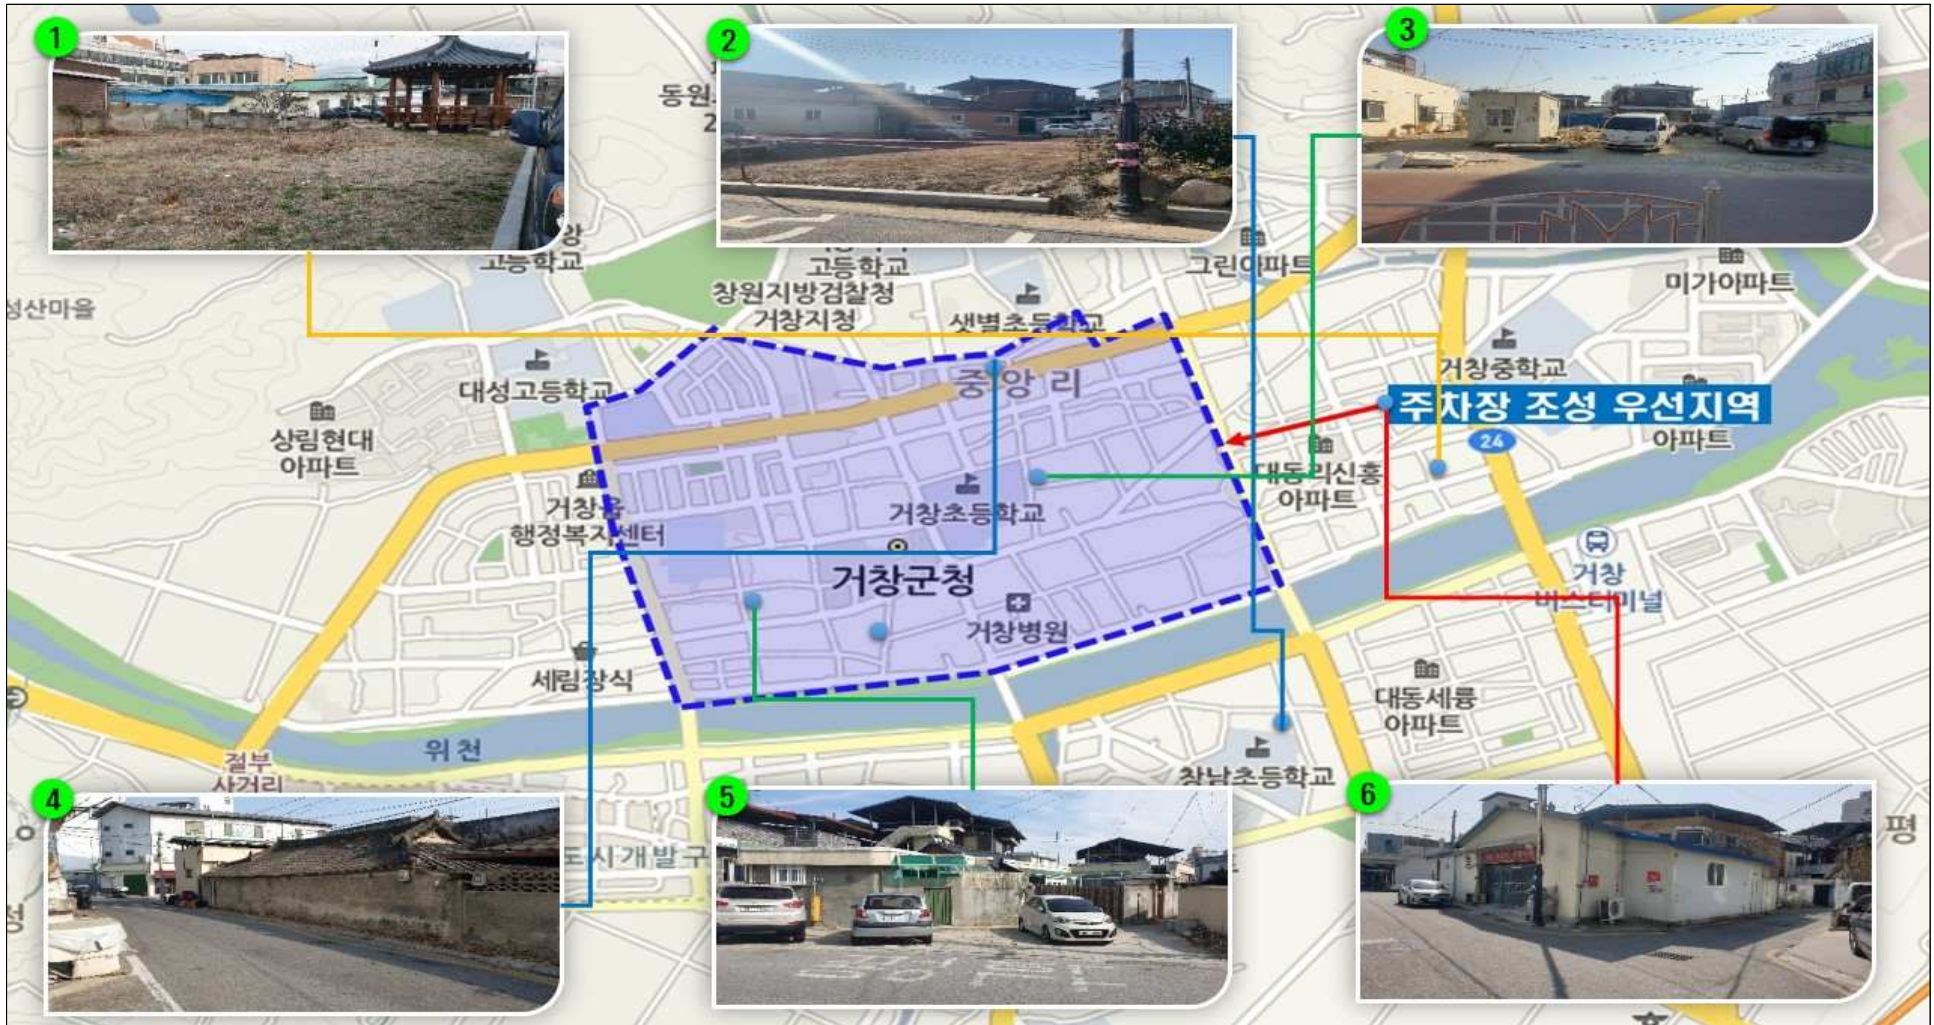 1
2
3
동원
2
고등학교
고등학교
그린아파트
미가아파트
성산마을
창원지방검찰청
거창지청
샛별초등학교
대성고등학교
중앙리
거창중학교
주차장 조성 우선지역
24
아파트
상림현대
아파트
대동리신흥
아파트
거창읍
행정복지센터
거창초등학교
거창군청
거창병원
거창
버스터미널
세림장식
대동세륭
아파트
위천
절부
사거리
창남초등학교
4
5
6
도시개발구
평